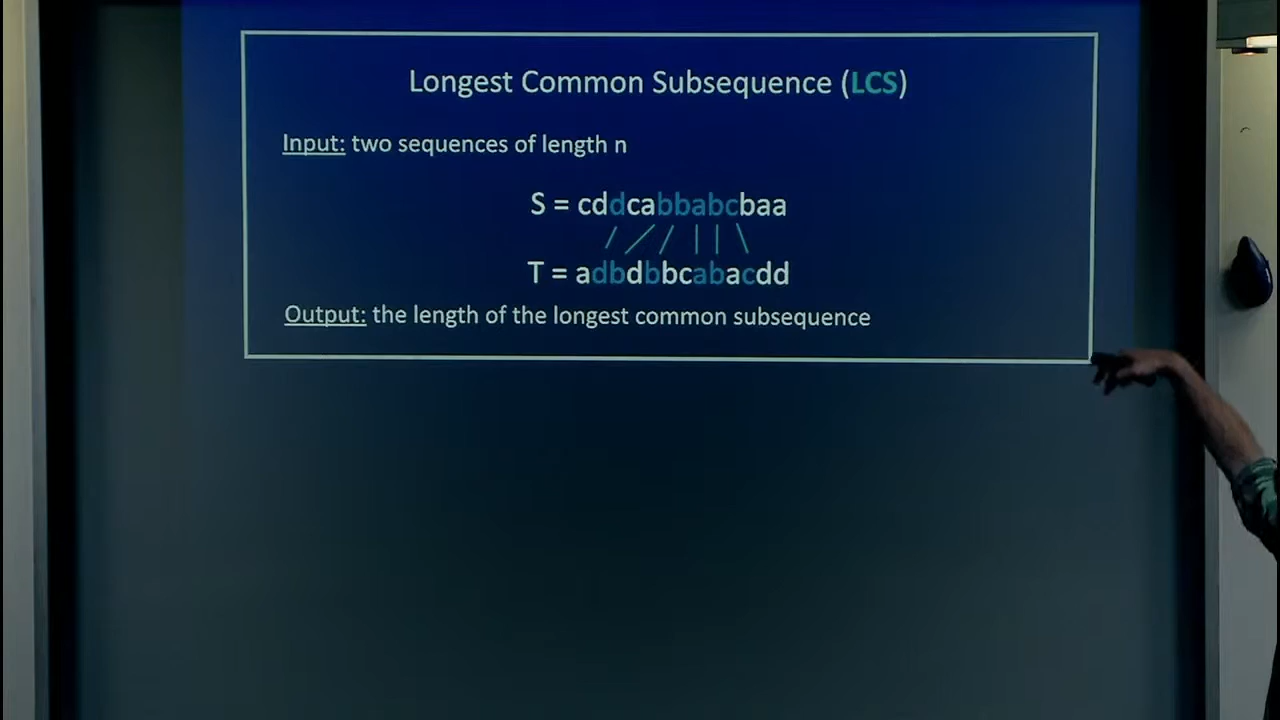 Longest Common Subsequence (LCS)
Input: two sequences of length n
S = cddcabbabcbaa
T = adbdbbcabacdd
Output: the length of the longest common subsequence